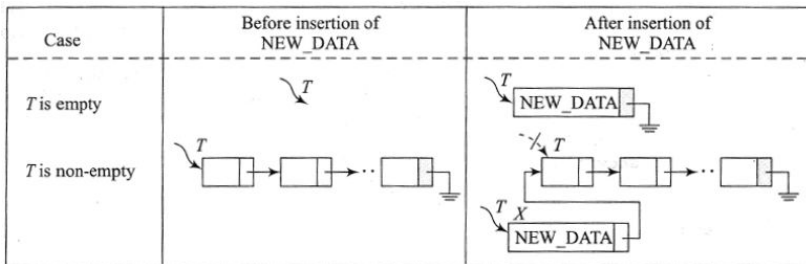 Case
Before insertion of
NEW_DATA
After insertion of
NEW_DATA
T is empty
T
T
NEW_DATA
T is non-empty
T
T
T
X
NEW_DATA